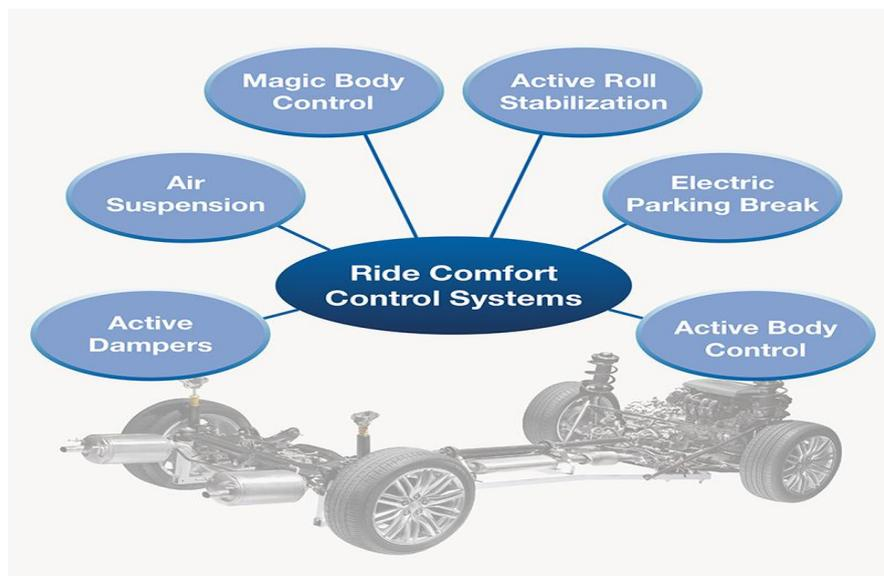 Magic Body
Control
Active Roll
Stabilization
Air
Suspension
Electric
Parking Break
Ride Comfort
Control Systems
Active
Dampers
Active Body
Control